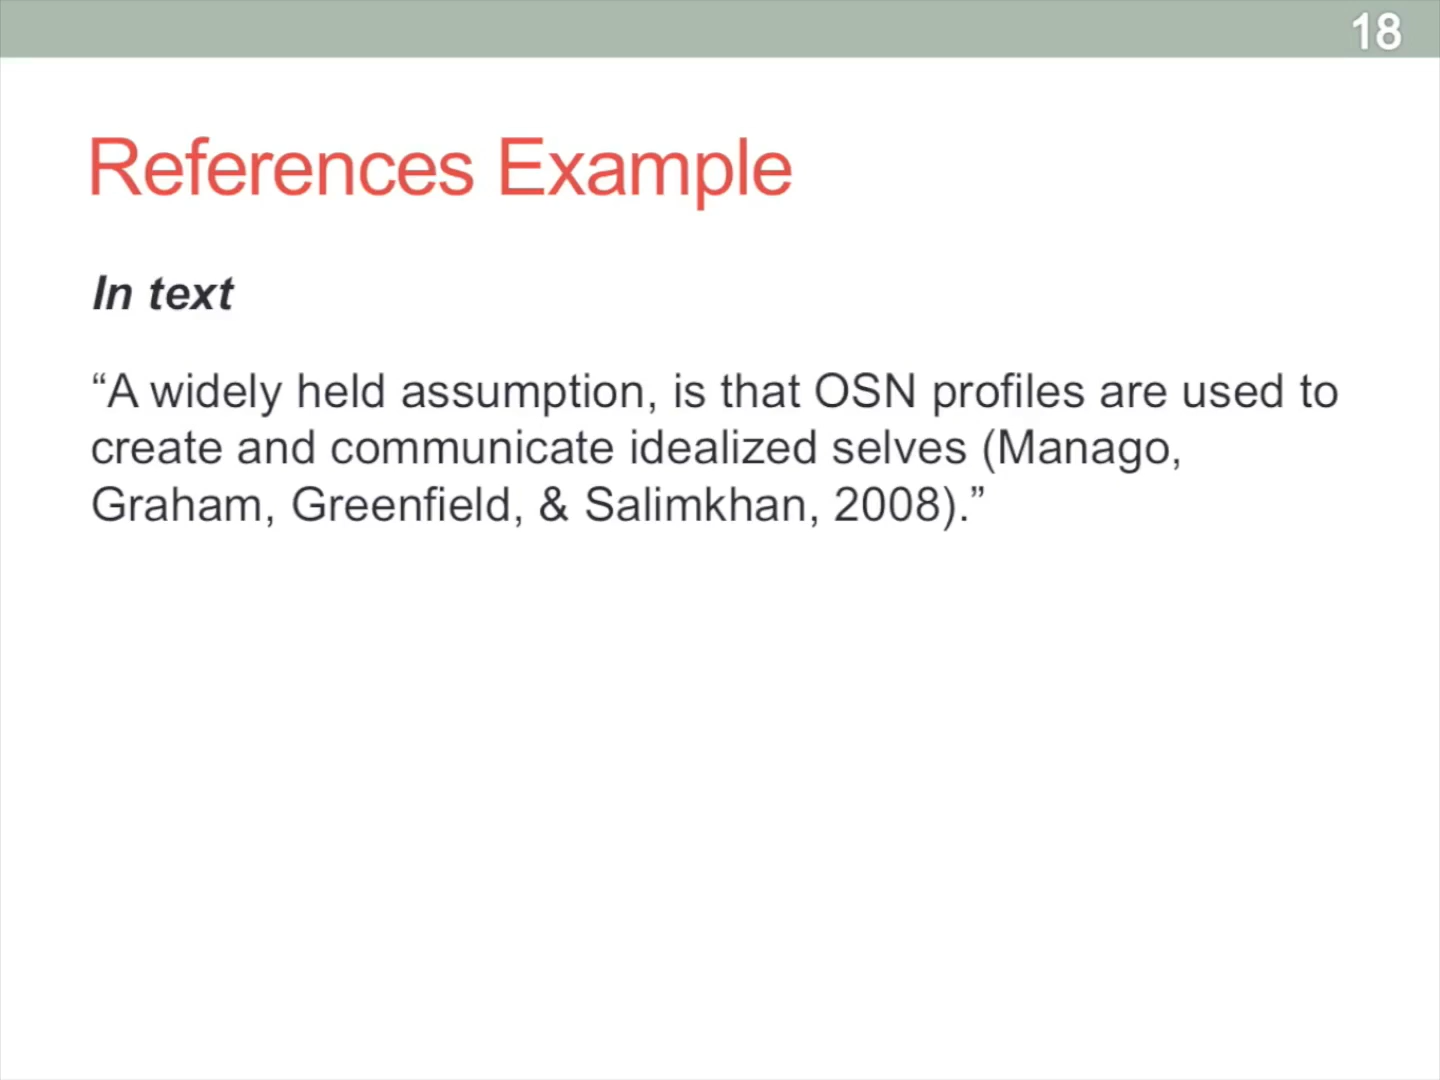 18
References Example
In text
“A widely held assumption, is that OSN profiles are used to
create and communicate idealized selves (Manago,
Graham, Greenfield, & Salimkhan, 2008).”